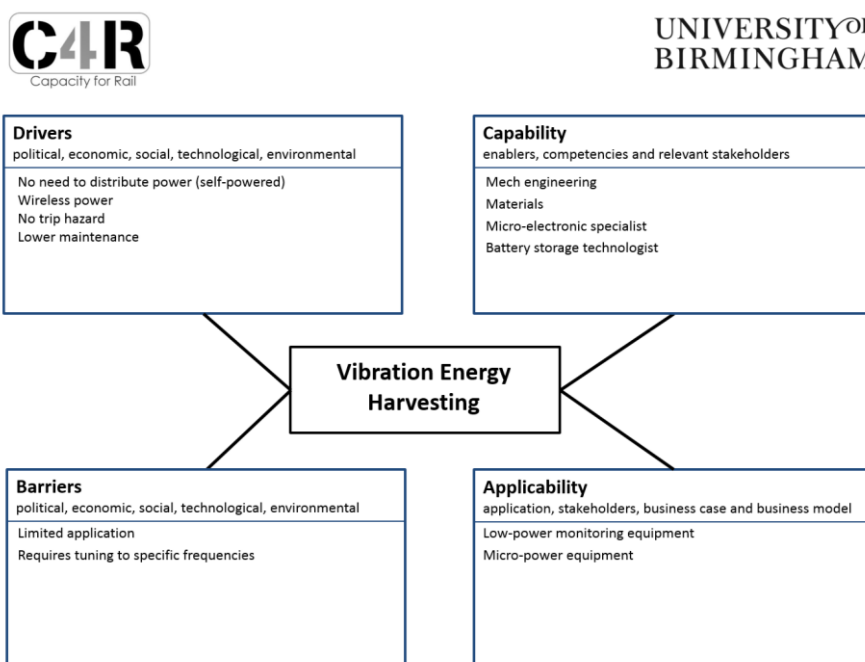 C4R
Capacity for Rail
UNIVERSITY OF
BIRMINGHAM
Drivers
political, economic, social, technological, environmental
No need to distribute power (self-powered)
Wireless power
No trip hazard
Lower maintenance
Capability
enablers, competencies and relevant stakeholders
Mech engineering
Materials
Micro-electronic specialist
Battery storage technologist
Vibration Energy
Harvesting
Barriers
political, economic, social, technological, environmental
Limited application
Requires tuning to specific frequencies
Applicability
application, stakeholders, business case and business model
Low-power monitoring equipment
Micro-power equipment